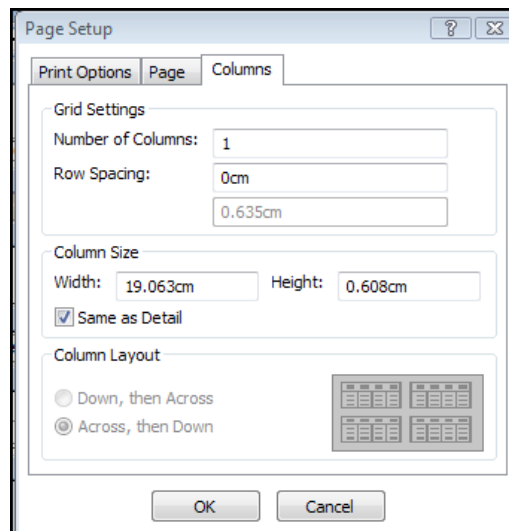 Page Setup
Print Options Page Columns
Grid Settings
Number of Columns: 1
Row Spacing: 0cm
0.635cm
Column Size
Width: 19.063cm Height: 0.608cm
Same as Detail
Column Layout
Down, then Across
Across, then Down
OK Cancel